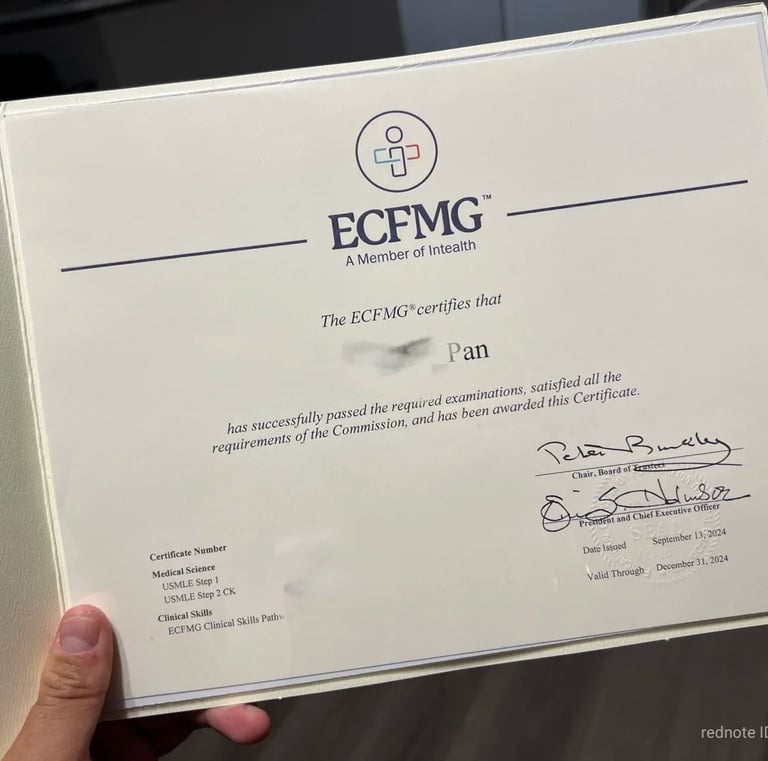 ECFMG™
A Member of Intealth
The ECFMG® certifies that
Pan
has successfully passed the required examinations, satisfied all the
requirements of the Commission, and has been awarded this Certificate.
Chair, Board of Trustees
President and Chief Executive Officer
SEAL
Date Issued September 13, 2024
Valid Through December 31, 2024
Certificate Number
Medical Science
USMLE Step 1
USMLE Step 2 CK
Clinical Skills
ECFMG Clinical Skills
rednote ID